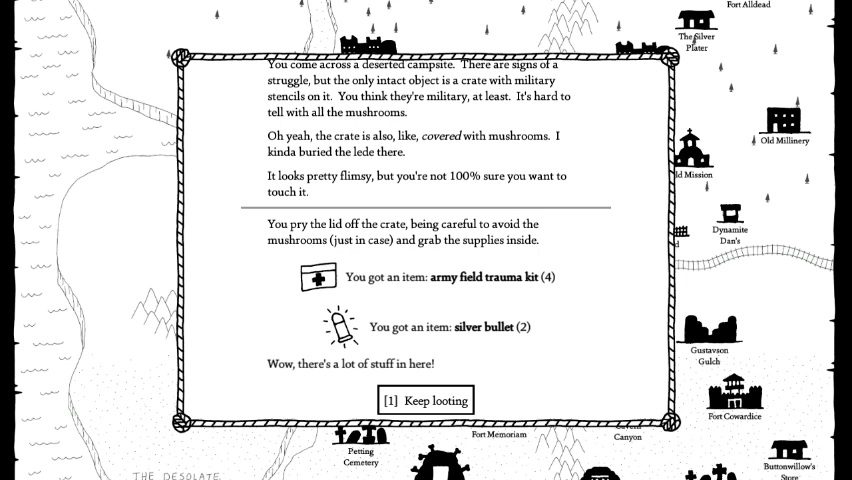 Fort Alldead
The Silver
Plater
You come across a deserted campsite.  There are signs of a
struggle, but the only intact object is a crate with military
stencils on it.  You think they're military, at least.  It's hard to
tell with all the mushrooms.
Oh yeah, the crate is also, like, covered with mushrooms.  I
kinda buried the lede there.
It looks pretty flimsy, but you're not 100% sure you want to
touch it.
Old Millinery
ld Mission
You pry the lid off the crate, being careful to avoid the
mushrooms (just in case) and grab the supplies inside.
Dynamite
Dan's
d
You got an item: army field trauma kit (4)
You got an item: silver bullet (2)
Wow, there's a lot of stuff in here!
Gustavson
Gulch
[1]  Keep looting
Fort Cowardice
Fort Memoriam
Canyon
Petting
Cemetery
Buttonwillow's
Store
THE DESOLATE